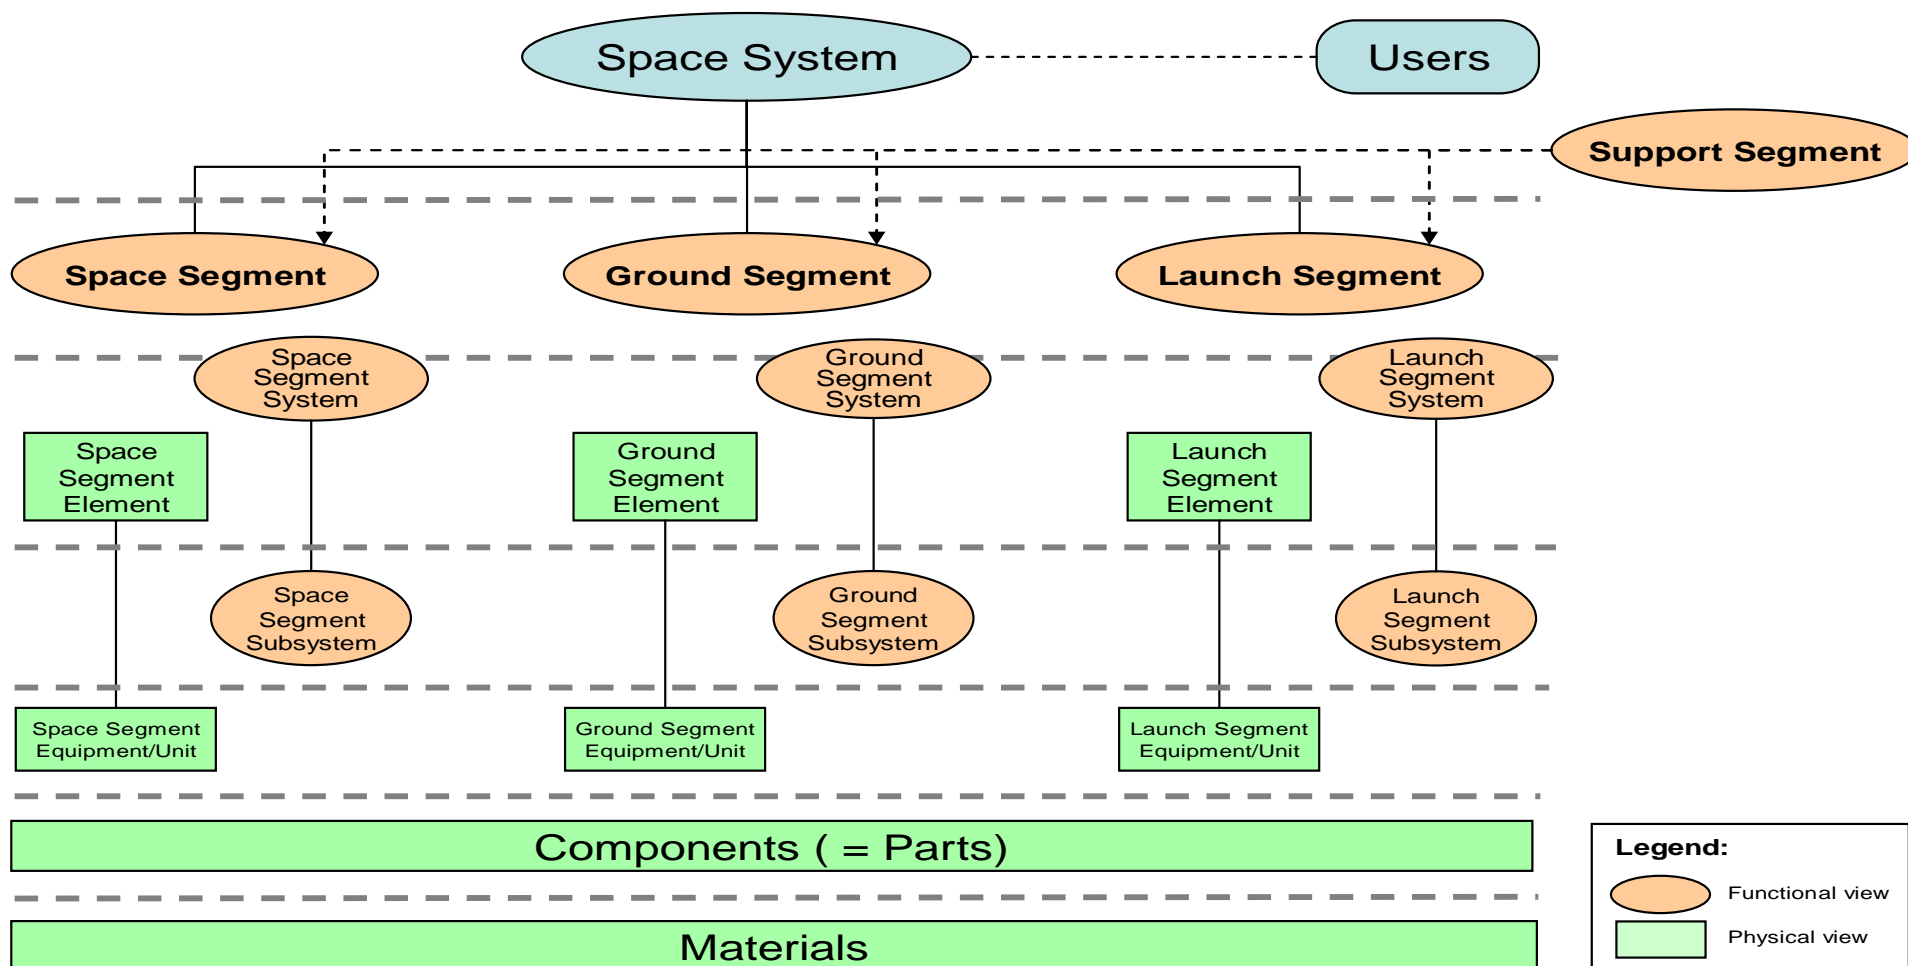 Space System
Users
Support Segment
Space Segment
Ground Segment
Launch Segment
Space
Segment
System
Ground
Segment
System
Launch
Segment
System
Space
Segment
Element
Ground
Segment
Element
Launch
Segment
Element
Space
Segment
Subsystem
Ground
Segment
Subsystem
Launch
Segment
Subsystem
Space Segment
Equipment/Unit
Ground Segment
Equipment/Unit
Launch Segment
Equipment/Unit
Components ( = Parts)
Materials
Legend:
Functional view
Physical view